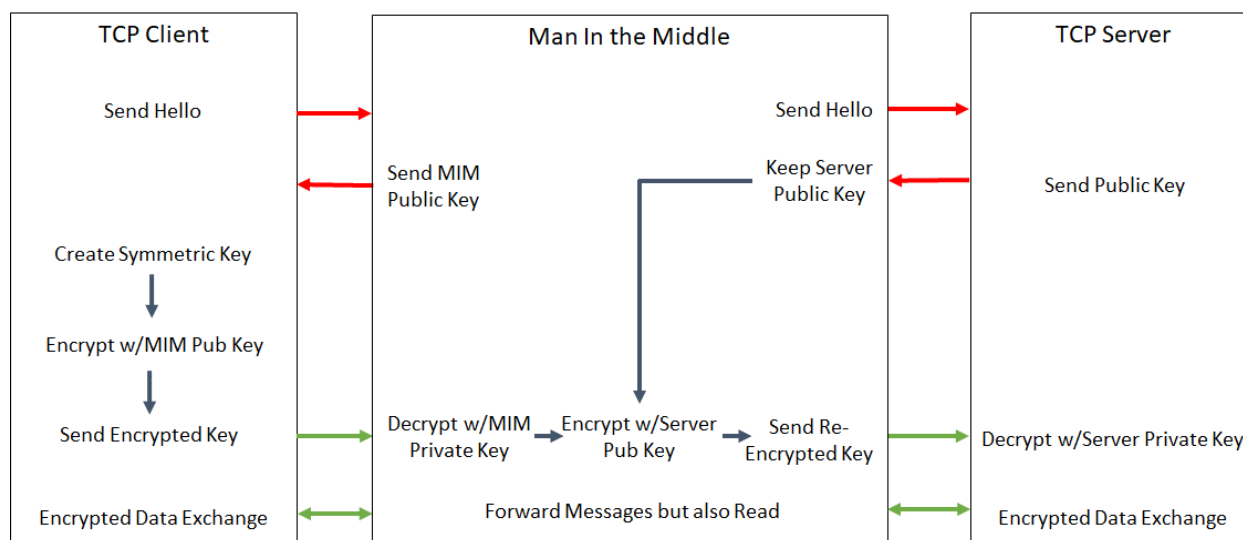 TCP Client
Man In the Middle
TCP Server
Send Hello
Send Hello
Send MIM
Public Key
Keep Server
Public Key
Send Public Key
Create Symmetric Key
Encrypt w/MIM Pub Key
Send Encrypted Key
Decrypt w/MIM
Private Key
Encrypt w/Server
Pub Key
Send Re-
Encrypted Key
Decrypt w/Server Private Key
Encrypted Data Exchange
Forward Messages but also Read
Encrypted Data Exchange